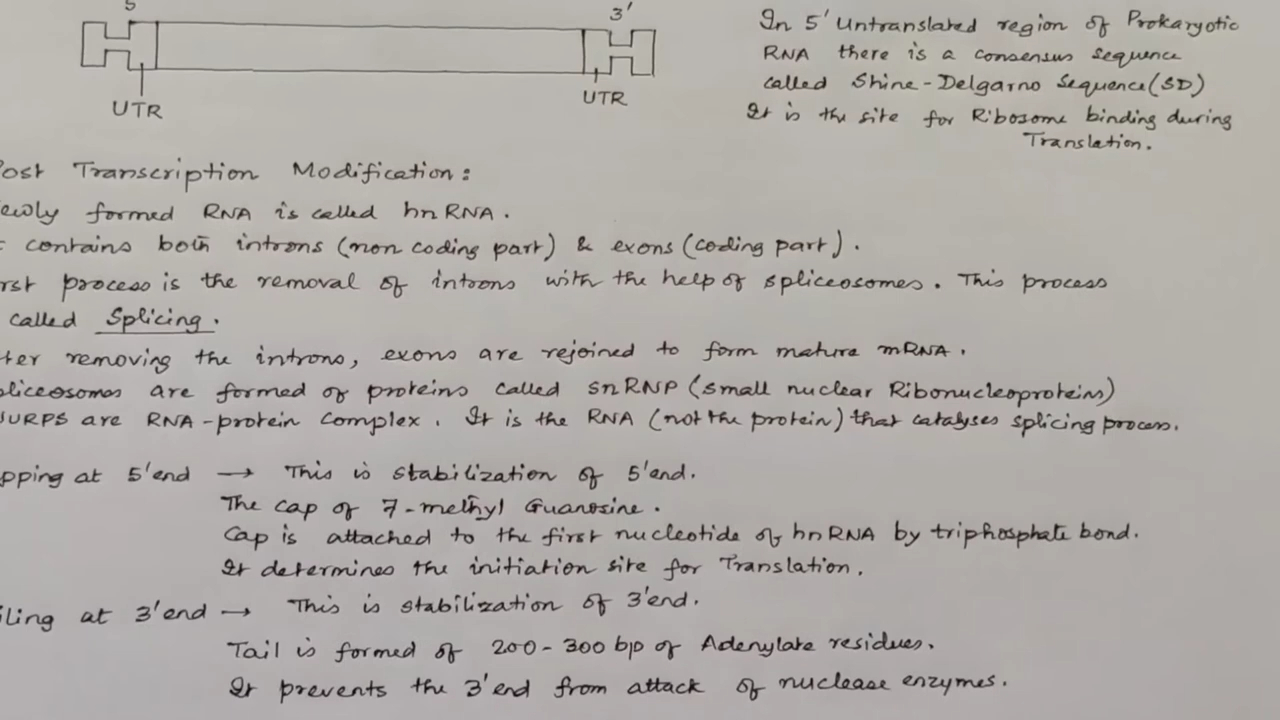 5'
3'
UTR
UTR
In 5' Untranslated region of Prokaryotic
RNA there is a consensus sequence
called Shine-Delgarno Sequence(SD)
It is the site for Ribosome binding during
Translation.
Post Transcription Modification:
ewly formed RNA is called hnRNA.
contains both introns (non coding part) & exons (coding part).
rst process is the removal of introns with the help of spliceosomes. This process
called Splicing.
ter removing the introns, exons are rejoined to form mature mRNA.
pliceosomes are formed of proteins called snRNP (small nuclear Ribonucleoproteins)
NURPS are RNA-protein complex. It is the RNA (not the protein) that catalyses splicing process.
pping at 5'end → This is stabilization of 5'end.
The cap of 7-methyl Guanosine.
Cap is attached to the first nucleotide of hnRNA by triphosphate bond.
It determines the initiation site for Translation.
iling at 3'end → This is stabilization of 3'end.
Tail is formed of 200-300 bp of Adenylate residues.
It prevents the 3'end from attack of nuclease enzymes.